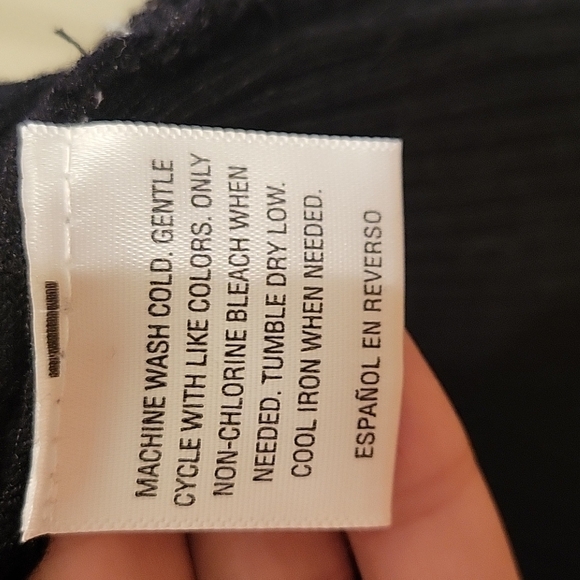 MACHINE WASH COLD. GENTLE
CYCLE WITH LIKE COLORS. ONLY
NON-CHLORINE BLEACH WHEN
NEEDED. TUMBLE DRY LOW.
COOL IRON WHEN NEEDED.
ESPAÑOL EN REVERSO